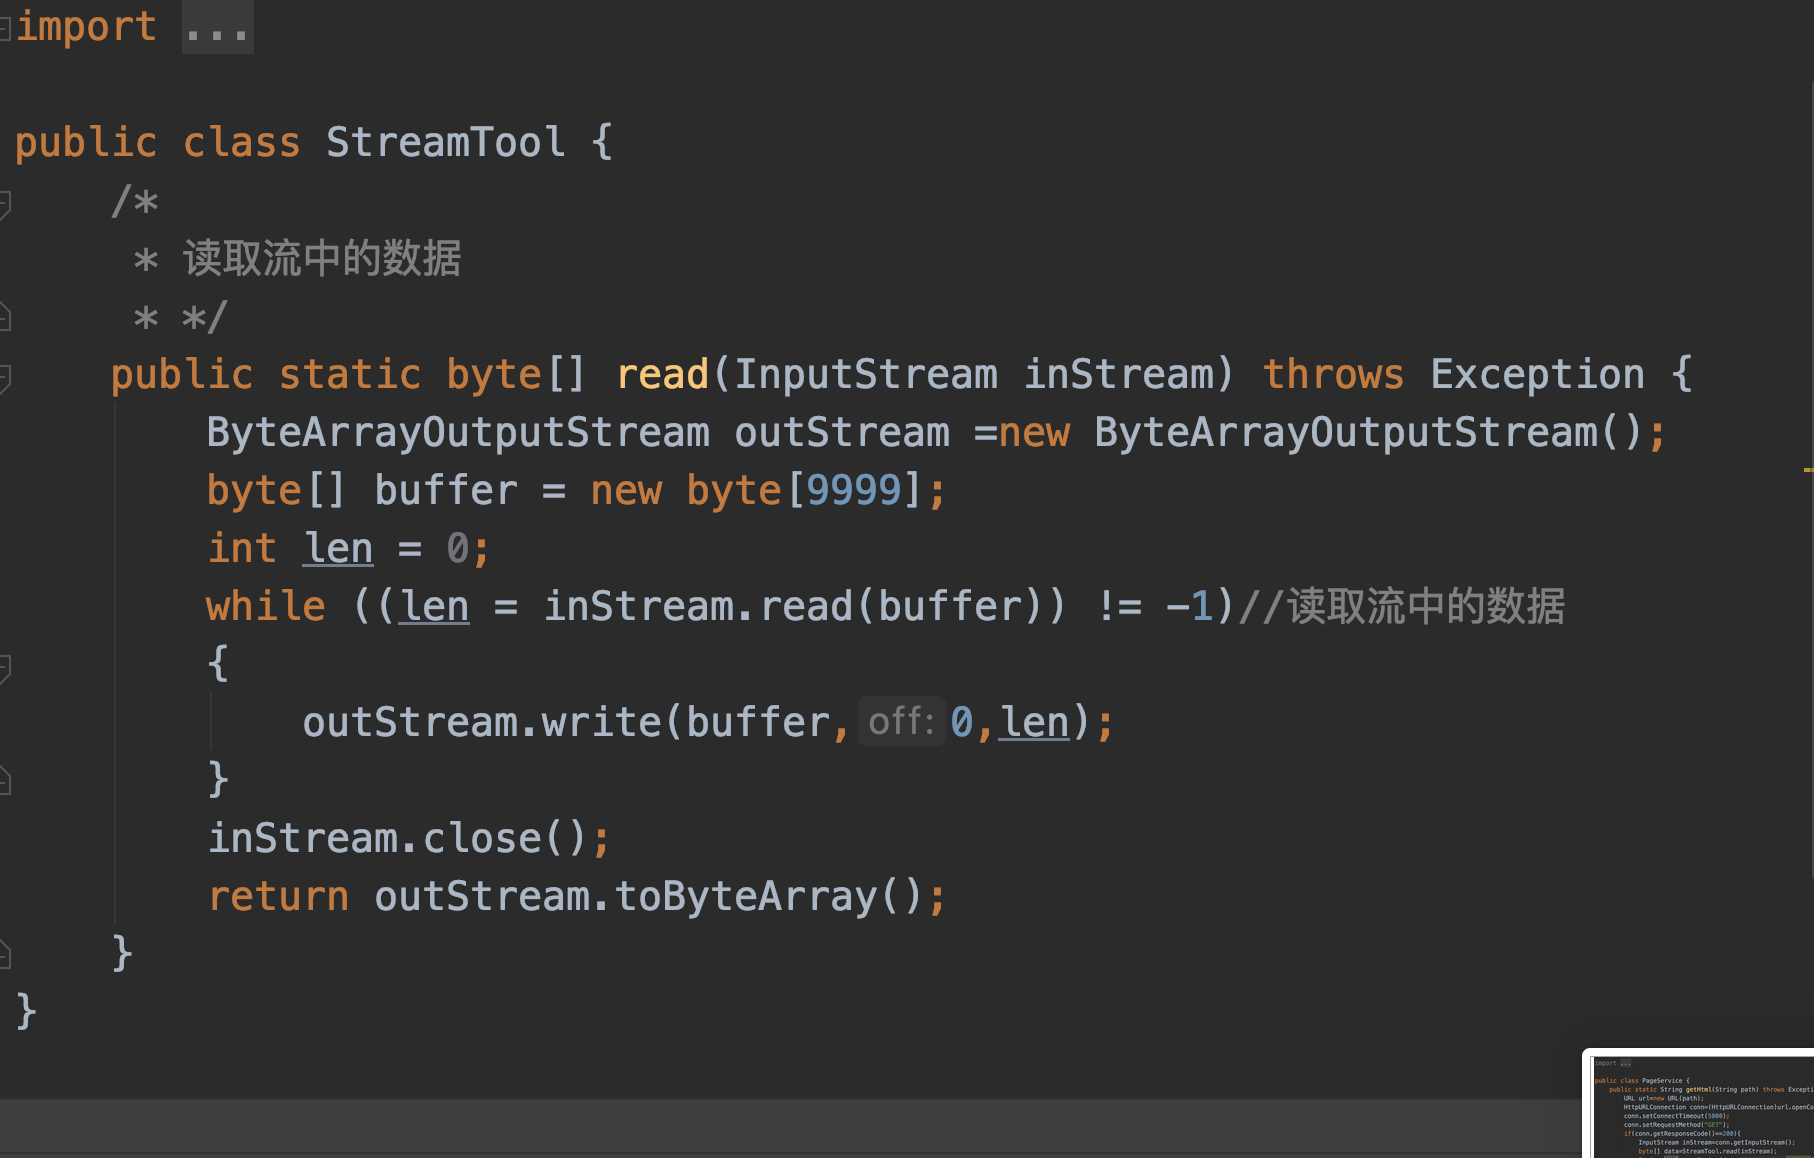 import ...
public class StreamTool {
/*
* 读取流中的数据
* */
public static byte[] read(InputStream inStream) throws Exception {
ByteArrayOutputStream outStream =new ByteArrayOutputStream();
byte[] buffer = new byte[9999];
int len = 0;
while ((len = inStream.read(buffer)) != -1)//读取流中的数据
{
outStream.write(buffer, off: 0,len);
}
inStream.close();
return outStream.toByteArray();
}
}
import ...
public class PageService {
public static String getHtml(String path) throws Excepti
URL url=new URL(path);
HttpURLConnection conn=(HttpURLConnection)url.openCo
conn.setConnectTimeout(5000);
conn.setRequestMethod("GET");
if(conn.getResponseCode()==200){
InputStream inStream=conn.getInputStream();
byte[] data=StreamTool.read(inStream);